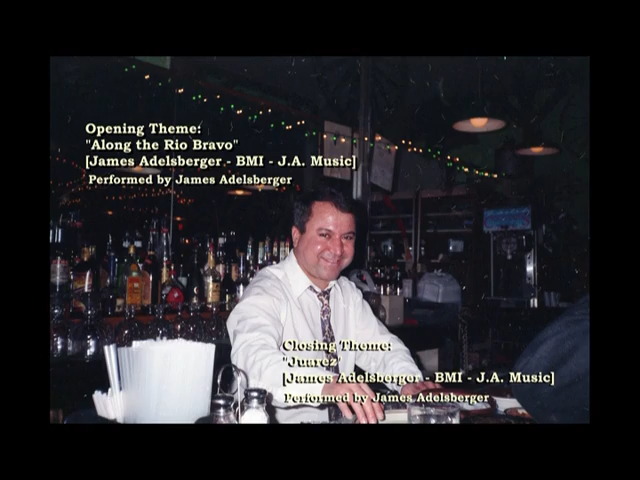 Opening Theme:
"Along the Rio Bravo"
[James Adelsberger - BMI - J.A. Music]
Performed by James Adelsberger
Closing Theme:
"Juarez"
[James Adelsberger - BMI - J.A. Music]
Performed by James Adelsberger